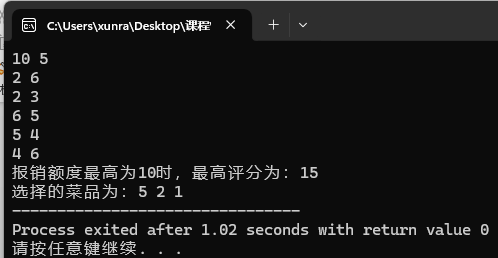 C:\Users\xunra\Desktop\课程
10 5
2 6
2 3
6 5
5 4
4 6
报销额度最高为10时，最高评分为：15
选择的菜品为：5 2 1
--------------------------------
Process exited after 1.02 seconds with return value 0
请按任意键继续. . .